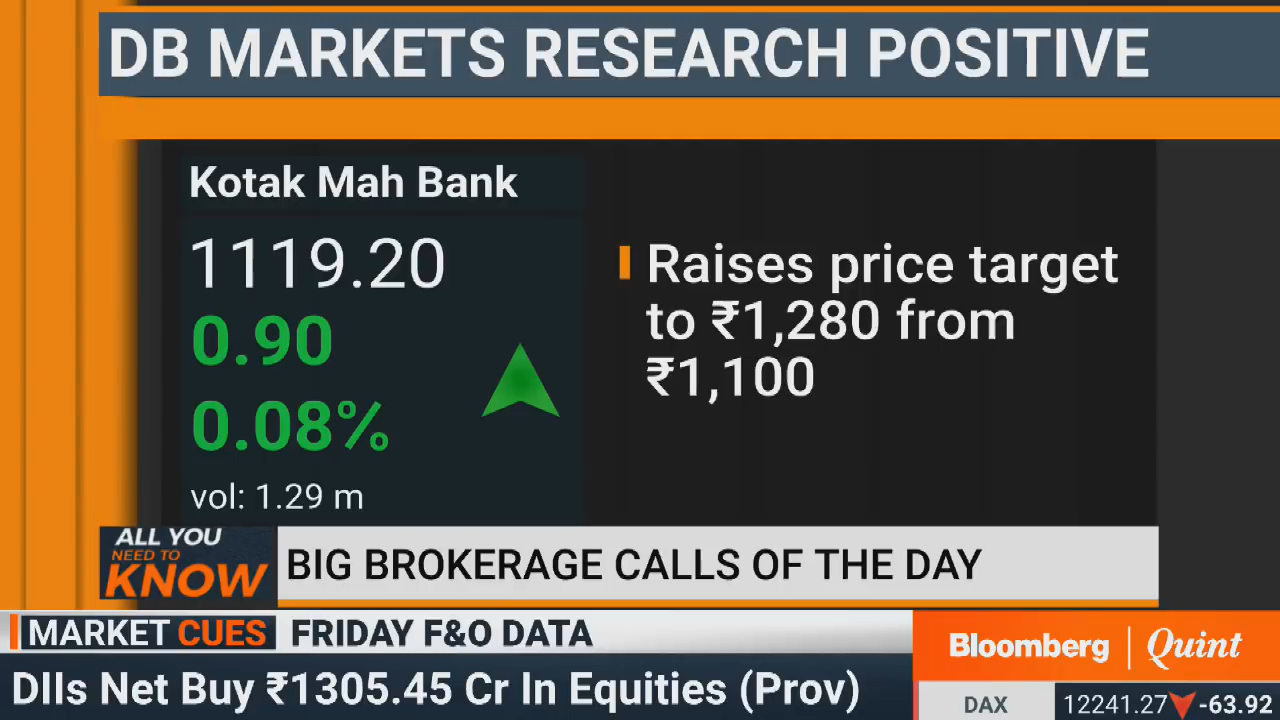 DB MARKETS RESEARCH POSITIVE
Kotak Mah Bank
1119.20
0.90
0.08%
vol: 1.29 m
Raises price target
to ₹1,280 from
₹1,100
ALL YOU
NEED TO
KNOW
BIG BROKERAGE CALLS OF THE DAY
MARKET CUES FRIDAY F&O DATA
DIIs Net Buy ₹1305.45 Cr In Equities (Prov)
Bloomberg | Quint
DAX 12241.27 -63.92